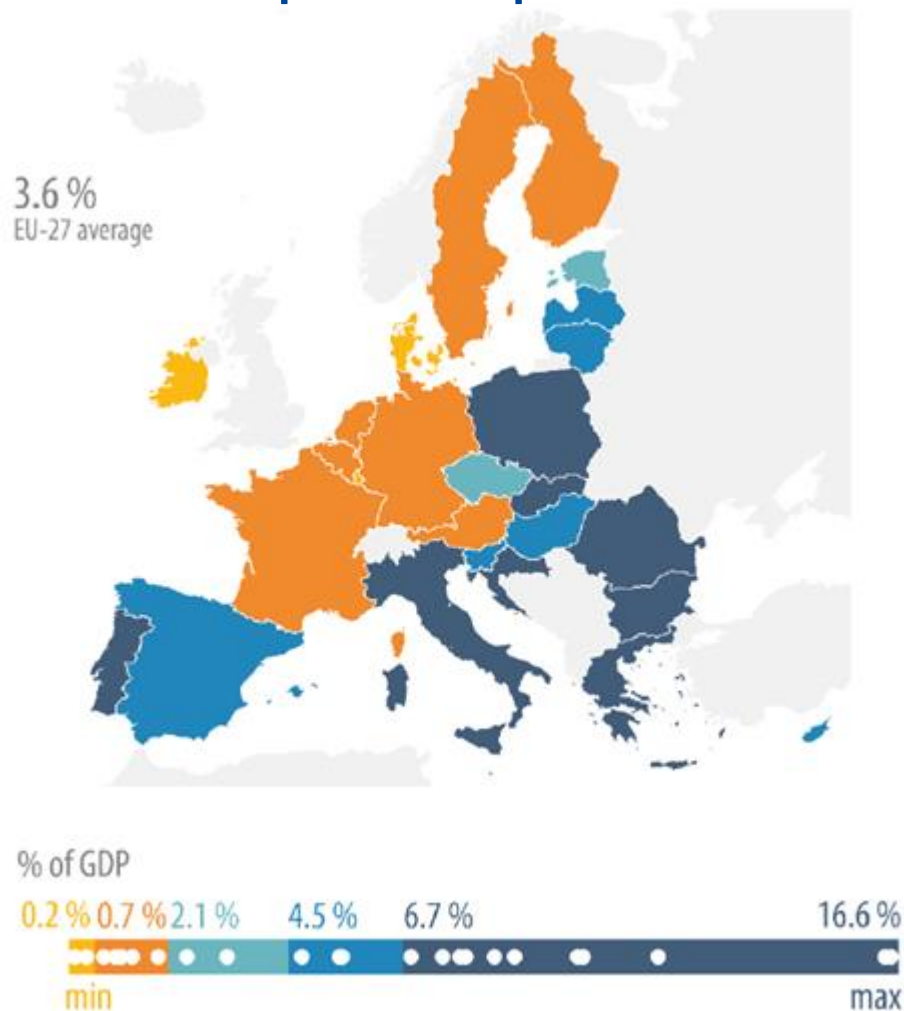 3.6 %
EU-27 average
% of GDP
0.2 % 0.7 % 2.1 % 4.5 % 6.7 % 16.6 %
min max